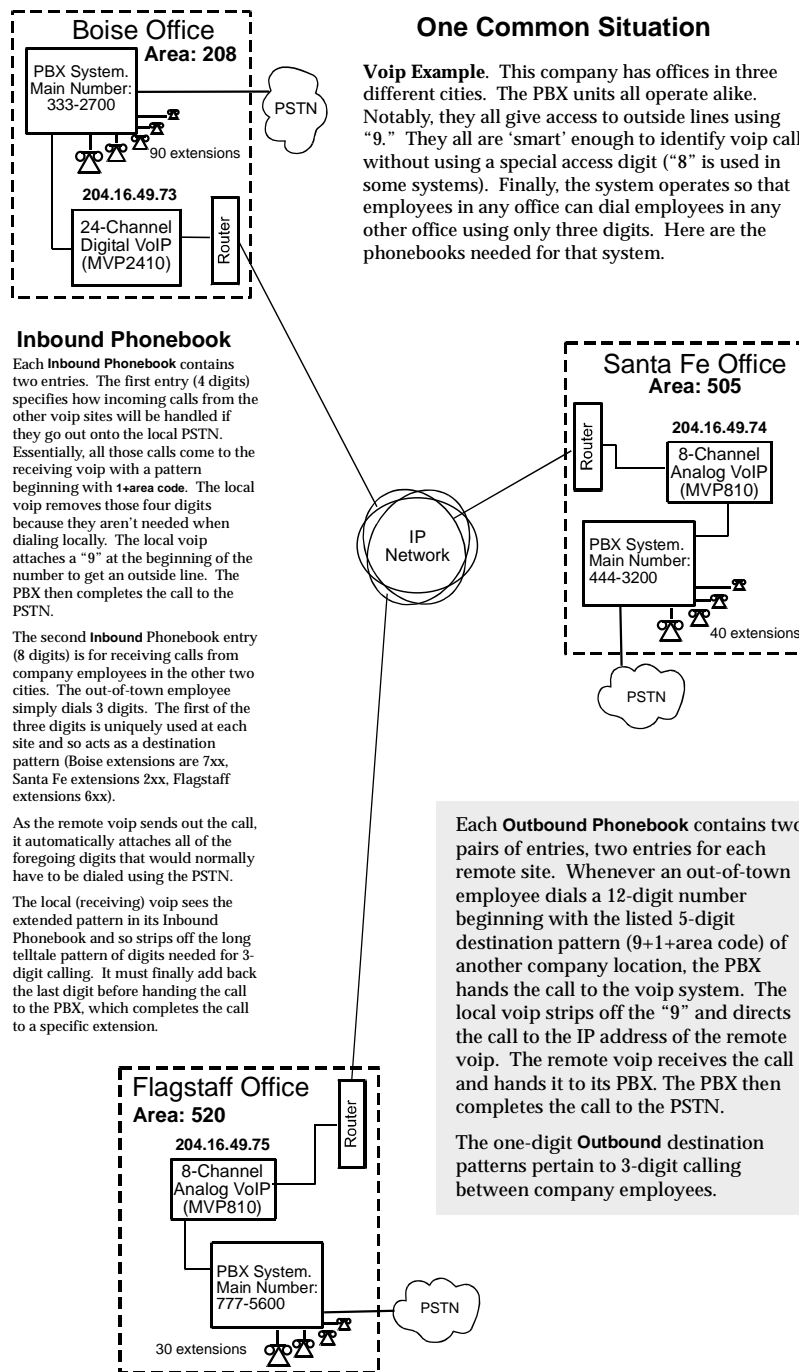 Boise Office
Area: 208
PBX System.
Main Number:
333-2700
PSTN
90 extensions
204.16.49.73
24-Channel
Digital VoIP
(MVP2410)
Router
One Common Situation
Voip Example. This company has offices in three
different cities. The PBX units all operate alike.
Notably, they all give access to outside lines using
“9.” They all are ‘smart’ enough to identify voip call
without using a special access digit (“8” is used in
some systems). Finally, the system operates so that
employees in any office can dial employees in any
other office using only three digits. Here are the
phonebooks needed for that system.
Inbound Phonebook
Each Inbound Phonebook contains
two entries. The first entry (4 digits)
specifies how incoming calls from the
other voip sites will be handled if
they go out onto the local PSTN.
Essentially, all those calls come to the
receiving voip with a pattern
beginning with 1+area code. The local
voip removes those four digits
because they aren’t needed when
dialing locally. The local voip
attaches a “9” at the beginning of the
number to get an outside line. The
PBX then completes the call to the
PSTN.
The second Inbound Phonebook entry
(8 digits) is for receiving calls from
company employees in the other two
cities. The out-of-town employee
simply dials 3 digits. The first of the
three digits is uniquely used at each
site and so acts as a destination
pattern (Boise extensions are 7xx,
Santa Fe extensions 2xx, Flagstaff
extensions 6xx).
As the remote voip sends out the call,
it automatically attaches all of the
foregoing digits that would normally
have to be dialed using the PSTN.
The local (receiving) voip sees the
extended pattern in its Inbound
Phonebook and so strips off the long
telltale pattern of digits needed for 3-
digit calling. It must finally add back
the last digit before handing the call
to the PBX, which completes the call
to a specific extension.
IP
Network
Santa Fe Office
Area: 505
Router
204.16.49.74
8-Channel
Analog VoIP
(MVP810)
PBX System.
Main Number:
444-3200
40 extensions
PSTN
Each Outbound Phonebook contains two
pairs of entries, two entries for each
remote site. Whenever an out-of-town
employee dials a 12-digit number
beginning with the listed 5-digit
destination pattern (9+1+area code) of
another company location, the PBX
hands the call to the voip system. The
local voip strips off the “9” and directs
the call to the IP address of the remote
voip. The remote voip receives the call
and hands it to its PBX. The PBX then
completes the call to the PSTN.
The one-digit Outbound destination
patterns pertain to 3-digit calling
between company employees.
Flagstaff Office
Area: 520
Router
204.16.49.75
8-Channel
Analog VoIP
(MVP810)
PBX System.
Main Number:
777-5600
PSTN
30 extensions